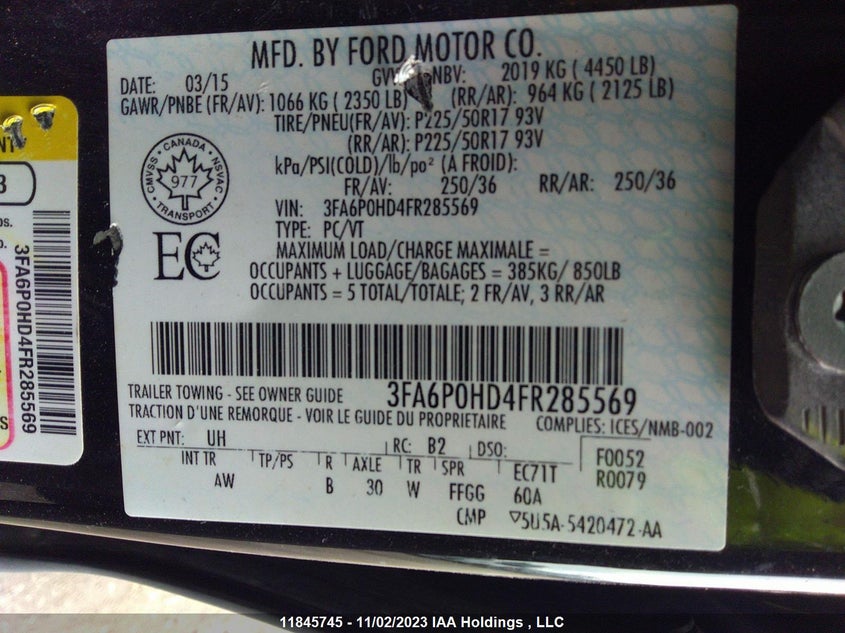 MFD. BY FORD MOTOR CO.
DATE: 03/15 NBV: 2019 KG ( 4450 LB)
GAWR/PNBE (FR/AV): 1066 KG ( 2350 LB) (RR/AR): 964 KG ( 2125 LB)
TIRE/PNEU(FR/AV): P225/50R17 93V
(RR/AR): P225/50R17 93V
kPa/PSI(COLD)/lb/po² (A FROID):
FR/AV: 250/36 RR/AR: 250/36
VIN: 3FA6P0HD4FR285569
TYPE: PC/VT
MAXIMUM LOAD/CHARGE MAXIMALE =
OCCUPANTS + LUGGAGE/BAGAGES = 385KG/ 850LB
OCCUPANTS = 5 TOTAL/TOTALE; 2 FR/AV, 3 RR/AR
CANADA
CMVSS 977 NSVAC
TRANSPORT
EC
TRAILER TOWING - SEE OWNER GUIDE 3FA6P0HD4FR285569
TRACTION D'UNE REMORQUE - VOIR LE GUIDE DU PROPRIETAIRE COMPLIES: ICES/NMB-002
EXT PNT: UH RC: B2 DSO: F0052
INT TR TP/PS R AXLE TR SPR EC71T R0079
AW B 30 W FFGG 60A
CMP ▽5U5A-5420472-AA
3FA6P0HD4FR285569
11845745 - 11/02/2023 IAA Holdings , LLC